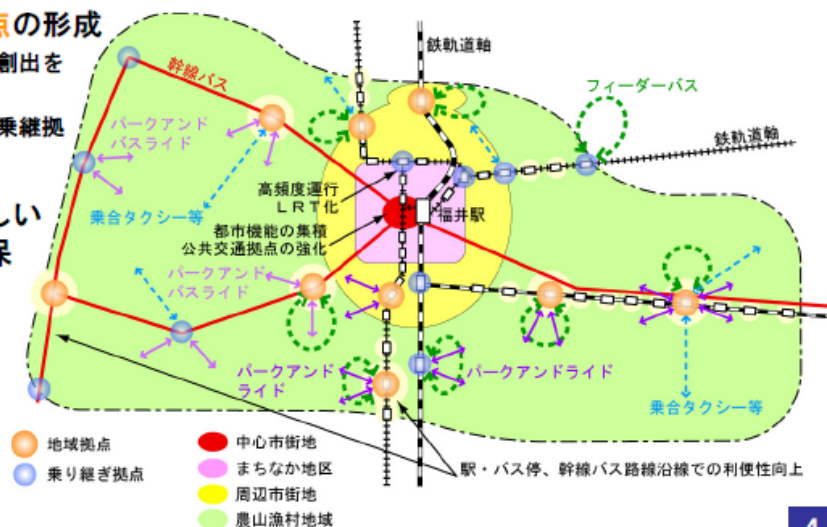 点の形成
創出を
乗継拠
しい
保
鉄軌道軸
幹線バス
フィーダーバス
パークアンド
バスライド
鉄軌道軸
高頻度運行
LRT化
福井駅
乗合タクシー等
都市機能の集積
公共交通拠点の強化
パークアンド
バスライド
パークアンド
ライド
パークアンドライド
乗合タクシー等
地域拠点
乗り継ぎ拠点
中心市街地
まちなか地区
周辺市街地
農山漁村地域
駅・バス停、幹線バス路線沿線での利便性向上
4